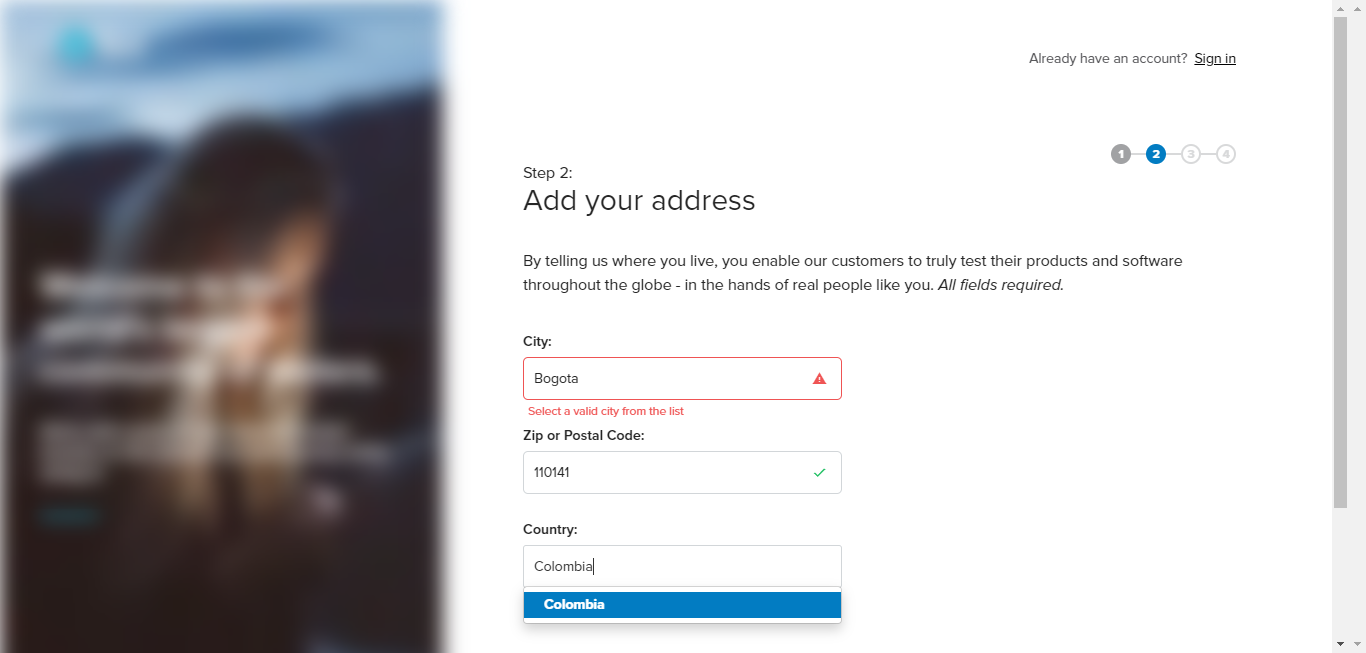 Already have an account? Sign in
1 2 3 4
Step 2:
Add your address
By telling us where you live, you enable our customers to truly test their products and software
throughout the globe - in the hands of real people like you. All fields required.
City:
Bogota
Select a valid city from the list
Zip or Postal Code:
110141
Country:
Colombia
Colombia